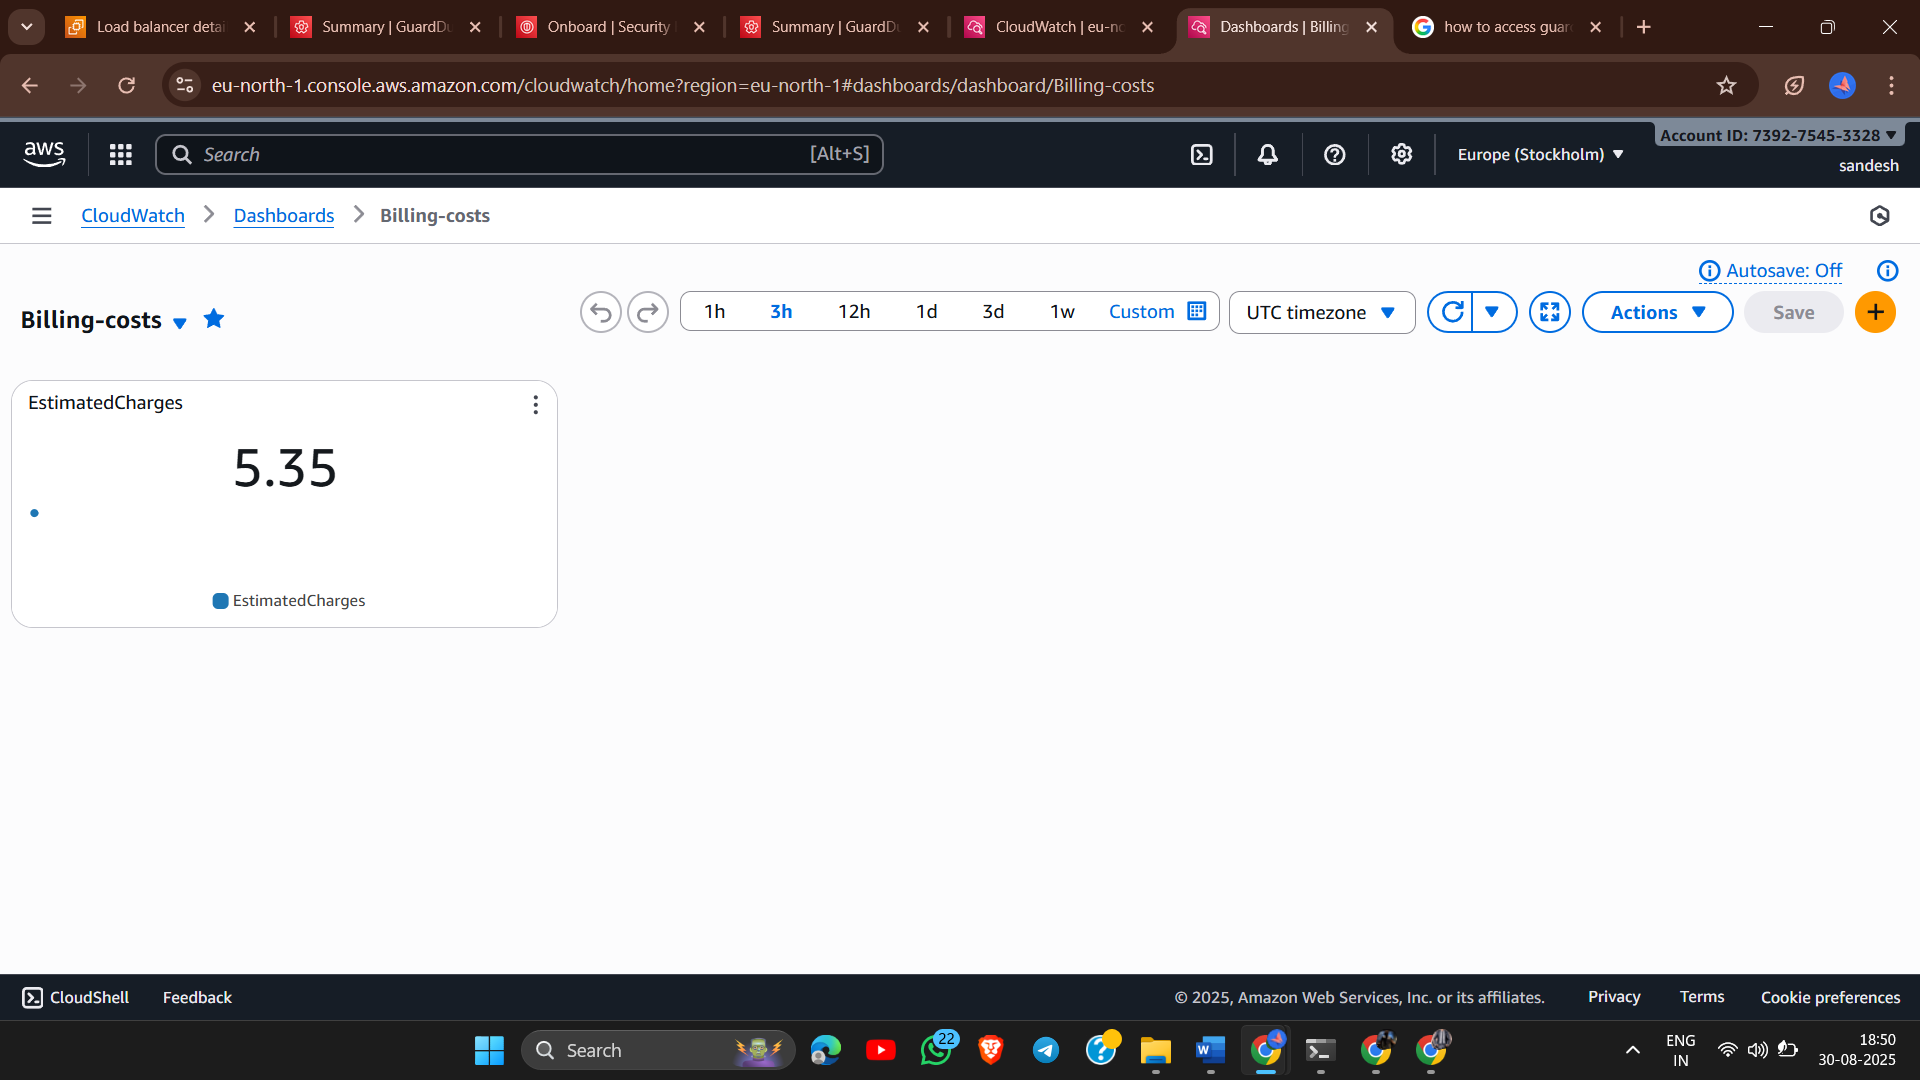 Load balancer detai
Summary | GuardDu
Onboard | Security
Summary | GuardDu
CloudWatch | eu-no
Dashboards | Billing
how to access guar
eu-north-1.console.aws.amazon.com/cloudwatch/home?region=eu-north-1#dashboards/dashboard/Billing-costs
aws
Search
[Alt+S]
Europe (Stockholm)
Account ID: 7392-7545-3328
sandesh
CloudWatch
Dashboards
Billing-costs
Autosave: Off
Billing-costs
1h
3h
12h
1d
3d
1w
Custom
UTC timezone
Actions
Save
EstimatedCharges
5.35
EstimatedCharges
CloudShell
Feedback
© 2025, Amazon Web Services, Inc. or its affiliates.
Privacy
Terms
Cookie preferences
Search
22
ENG
IN
18:50
30-08-2025